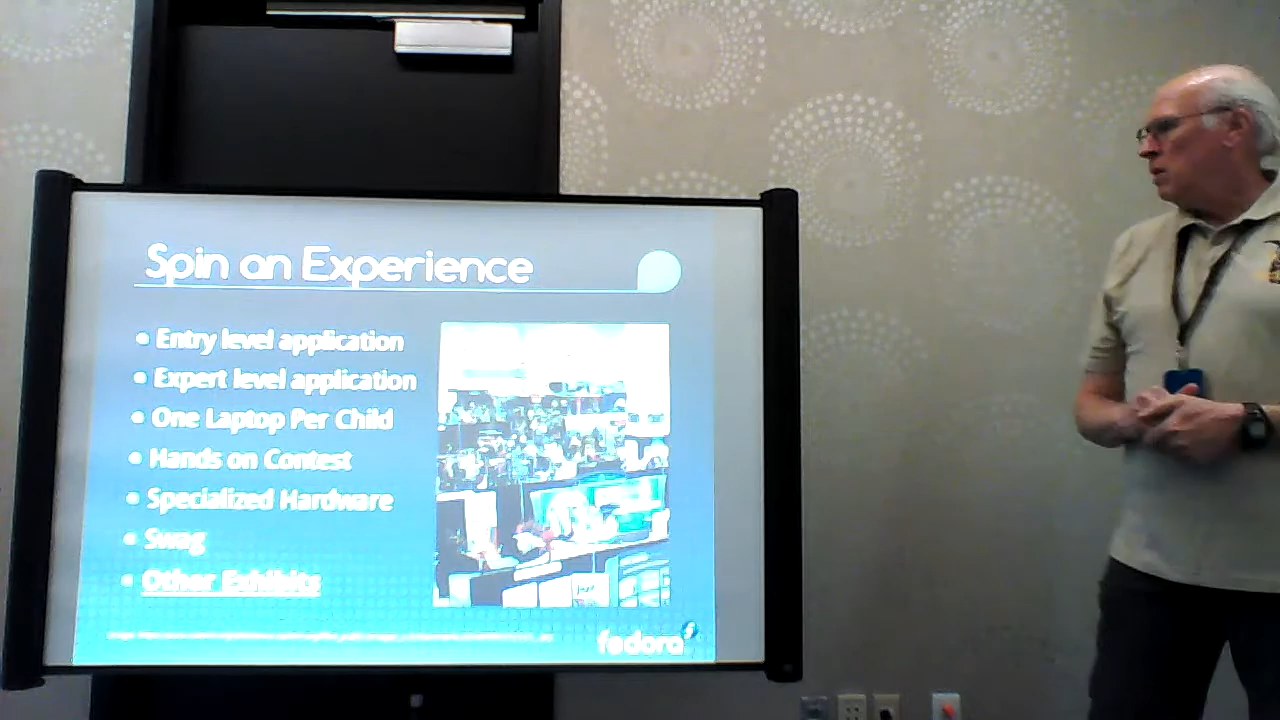 Spin an Experience
Entry level application
Expert level application
One Laptop Per Child
Hands on Contest
Specialized Hardware
Swag
Other Exhibits
fedora